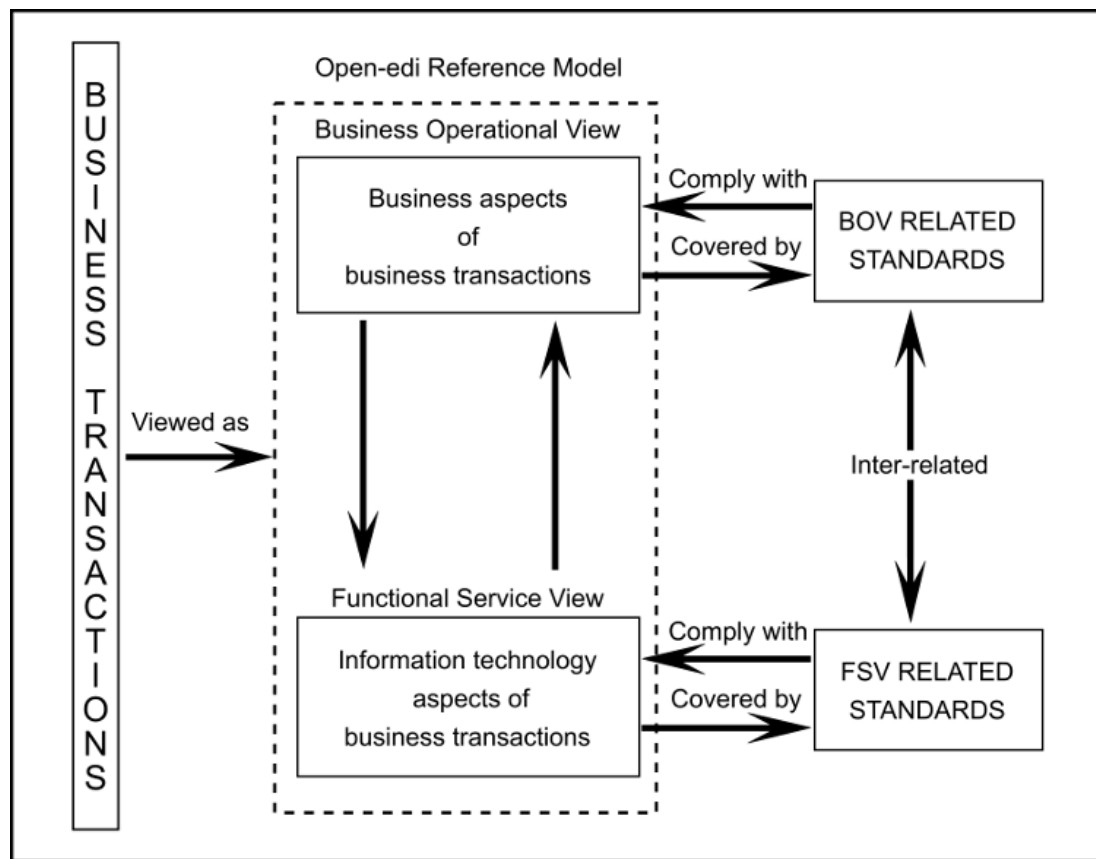 BUSINESS TRANSACTIONS
Open-edi Reference Model
Business Operational View
Business aspects
of
business transactions
Comply with
Covered by
BOV RELATED
STANDARDS
Viewed as
Inter-related
Functional Service View
Information technology
aspects of
business transactions
Comply with
Covered by
FSV RELATED
STANDARDS